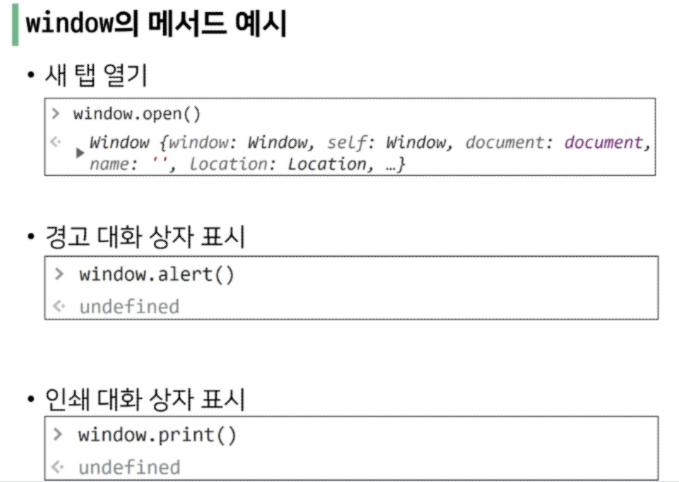 window의 메서드 예시
• 새 탭 열기
> window.open()
<· ▶ Window {window: Window, self: Window, document: document,
name: '', location: Location, …}
• 경고 대화 상자 표시
> window.alert()
<· undefined
• 인쇄 대화 상자 표시
> window.print()
<· undefined